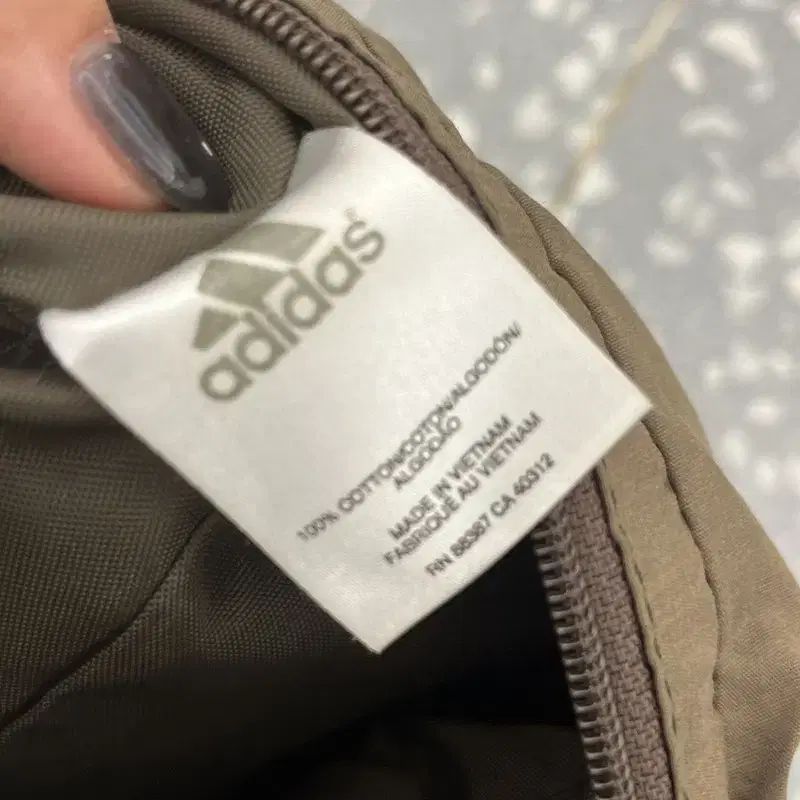 adidas®
100% COTTON/COTON/ALGODÓN/
ALGODÃO
MADE IN VIETNAM
FABRIQUÉ AU VIETNAM
RN 88387 CA 40312